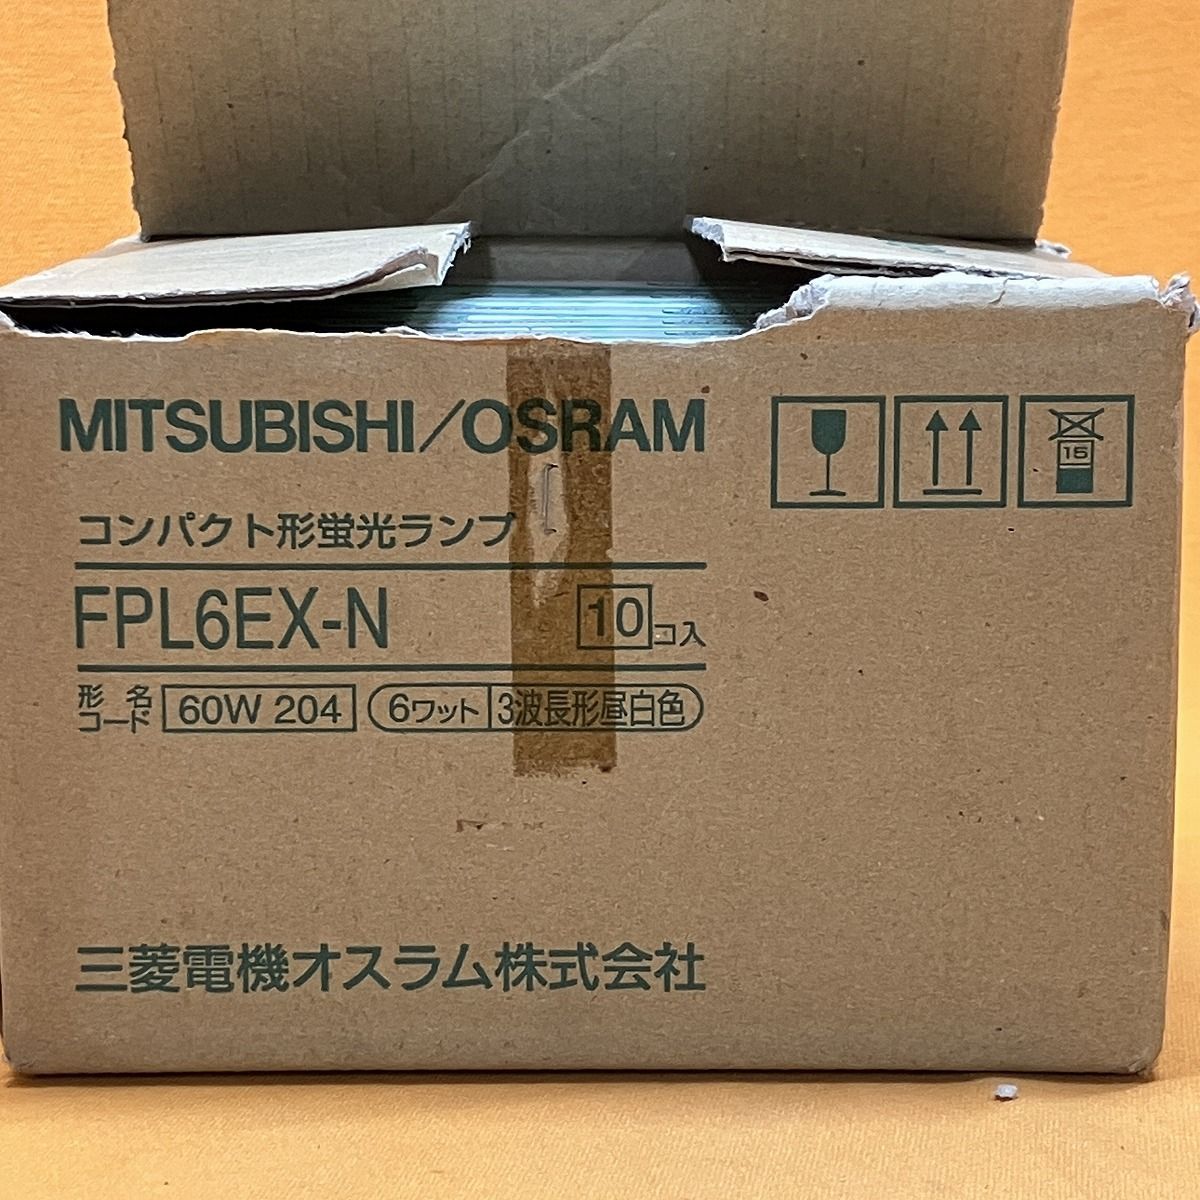 MITSUBISHI/OSRAM
15
コンパクト形蛍光ランプ
FPL6EX-N 10コ入
形名コード 60W 204 6ワット 3波長形昼白色
三菱電機オスラム株式会社